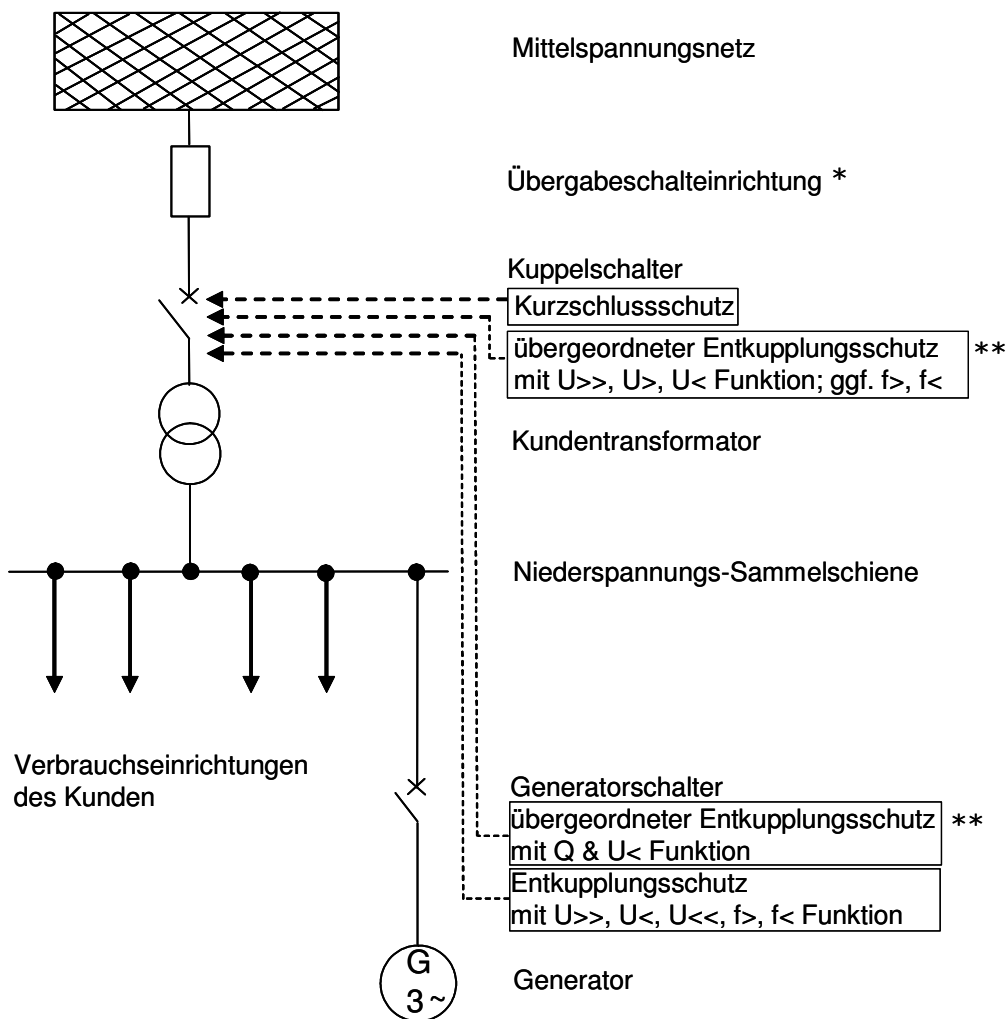 Mittelspannungsnetz
Übergabeschalteinrichtung *
Kuppelschalter
Kurzschlussschutz
übergeordneter Entkupplungsschutz **
mit U>>, U>, U< Funktion; ggf. f>, f<
Kundentransformator
Niederspannungs-Sammelschiene
Verbrauchseinrichtungen
des Kunden
Generatorschalter
übergeordneter Entkupplungsschutz **
mit Q & U< Funktion
Entkupplungsschutz
mit U>>, U<, U<<, f>, f< Funktion
G
3~
Generator